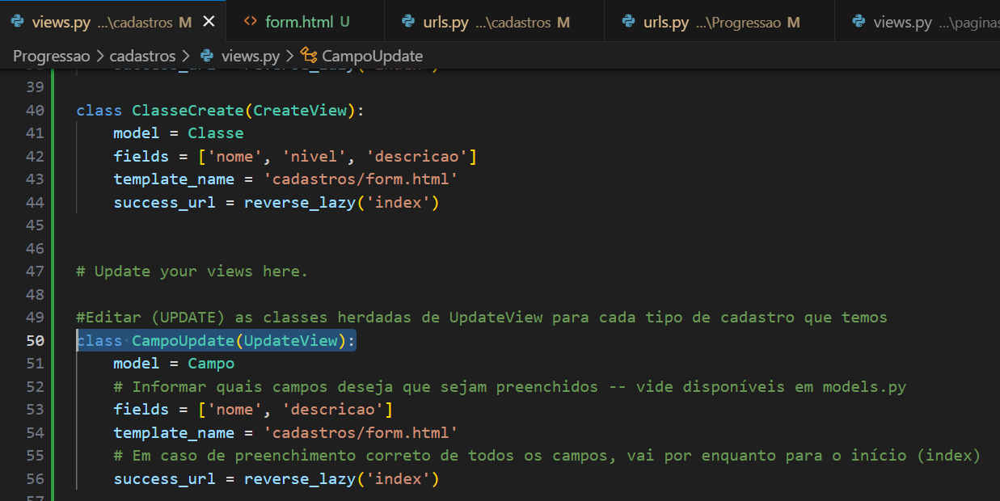 views.py ...\cadastros M
form.html U
urls.py ...\cadastros M
urls.py ...\Progressao M
views.py ...\paginas
Progressao > cadastros > views.py > CampoUpdate
39
40 class ClasseCreate(CreateView):
41 model = Classe
42 fields = ['nome', 'nivel', 'descricao']
43 template_name = 'cadastros/form.html'
44 success_url = reverse_lazy('index')
45
46
47 # Update your views here.
48
49 #Editar (UPDATE) as classes herdadas de UpdateView para cada tipo de cadastro que temos
50 class CampoUpdate(UpdateView):
51 model = Campo
52 # Informar quais campos deseja que sejam preenchidos -- vide disponíveis em models.py
53 fields = ['nome', 'descricao']
54 template_name = 'cadastros/form.html'
55 # Em caso de preenchimento correto de todos os campos, vai por enquanto para o início (index)
56 success_url = reverse_lazy('index')